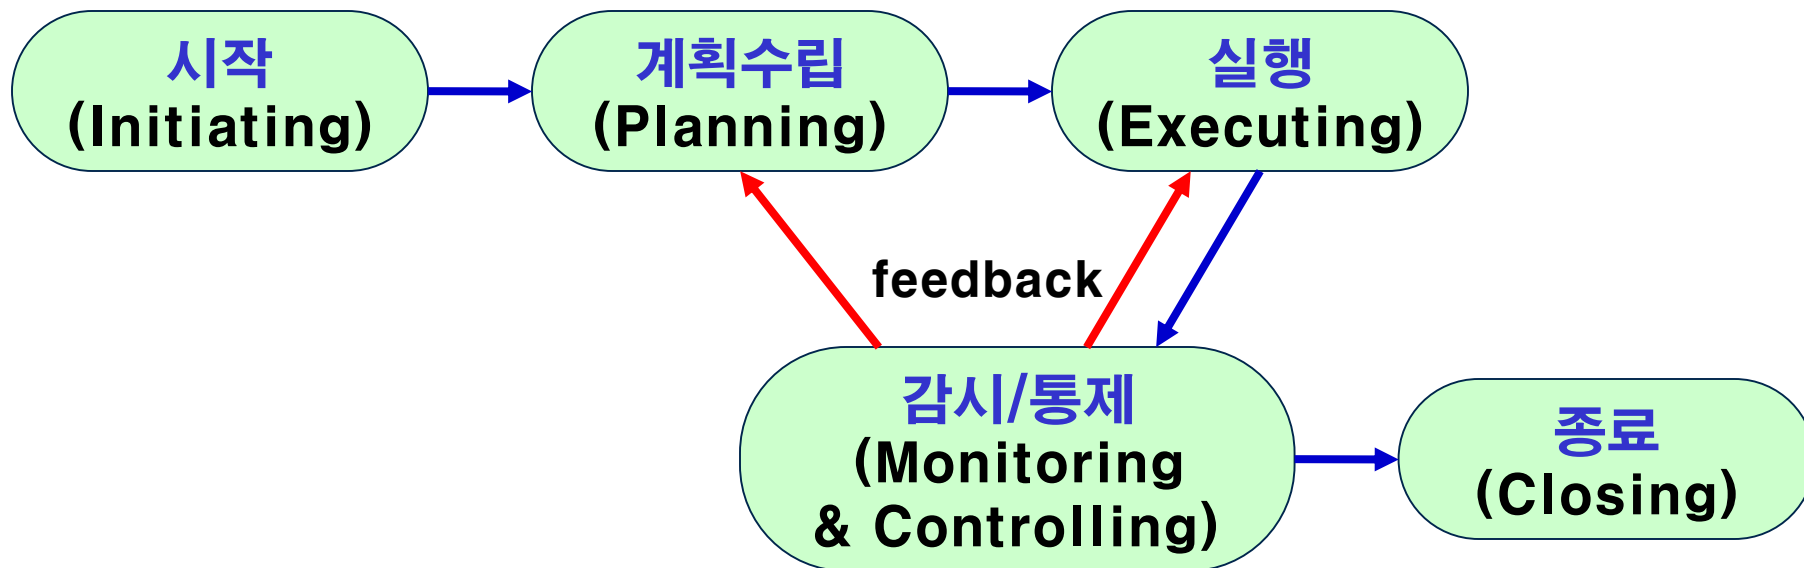 시작
(Initiating)
계획수립
(Planning)
실행
(Executing)
feedback
감시/통제
(Monitoring
& Controlling)
종료
(Closing)